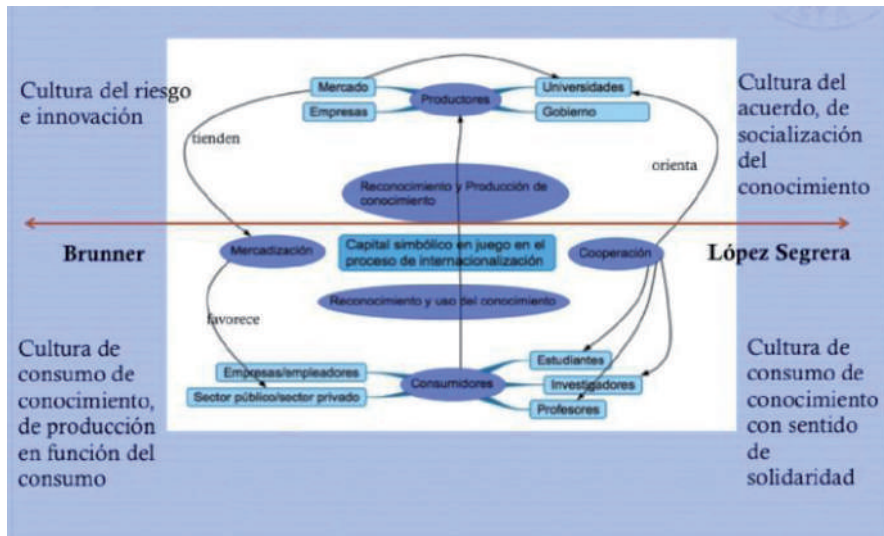 Cultura del riesgo
e innovación
Mercado
Empresas
Productores
Universidades
Gobierno
Cultura del
acuerdo, de
socialización
del
conocimiento
tienden
orienta
Reconocimiento y Producción de
conocimiento
Brunner
Mercadización
Capital simbólico en juego en el
proceso de internacionalización
Cooperación
López Segrera
Reconocimiento y uso del conocimiento
favorece
Cultura de
consumo de
conocimiento,
de producción
en función del
consumo
Empresas/empleadores
Sector público/sector privado
Consumidores
Estudiantes
Investigadores
Profesores
Cultura de
consumo de
conocimiento
con sentido
de
solidaridad